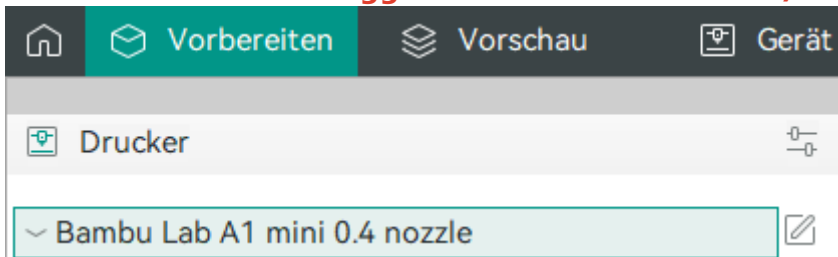 Vorbereiten Vorschau Gerät
Drucker
Bambu Lab A1 mini 0.4 nozzle